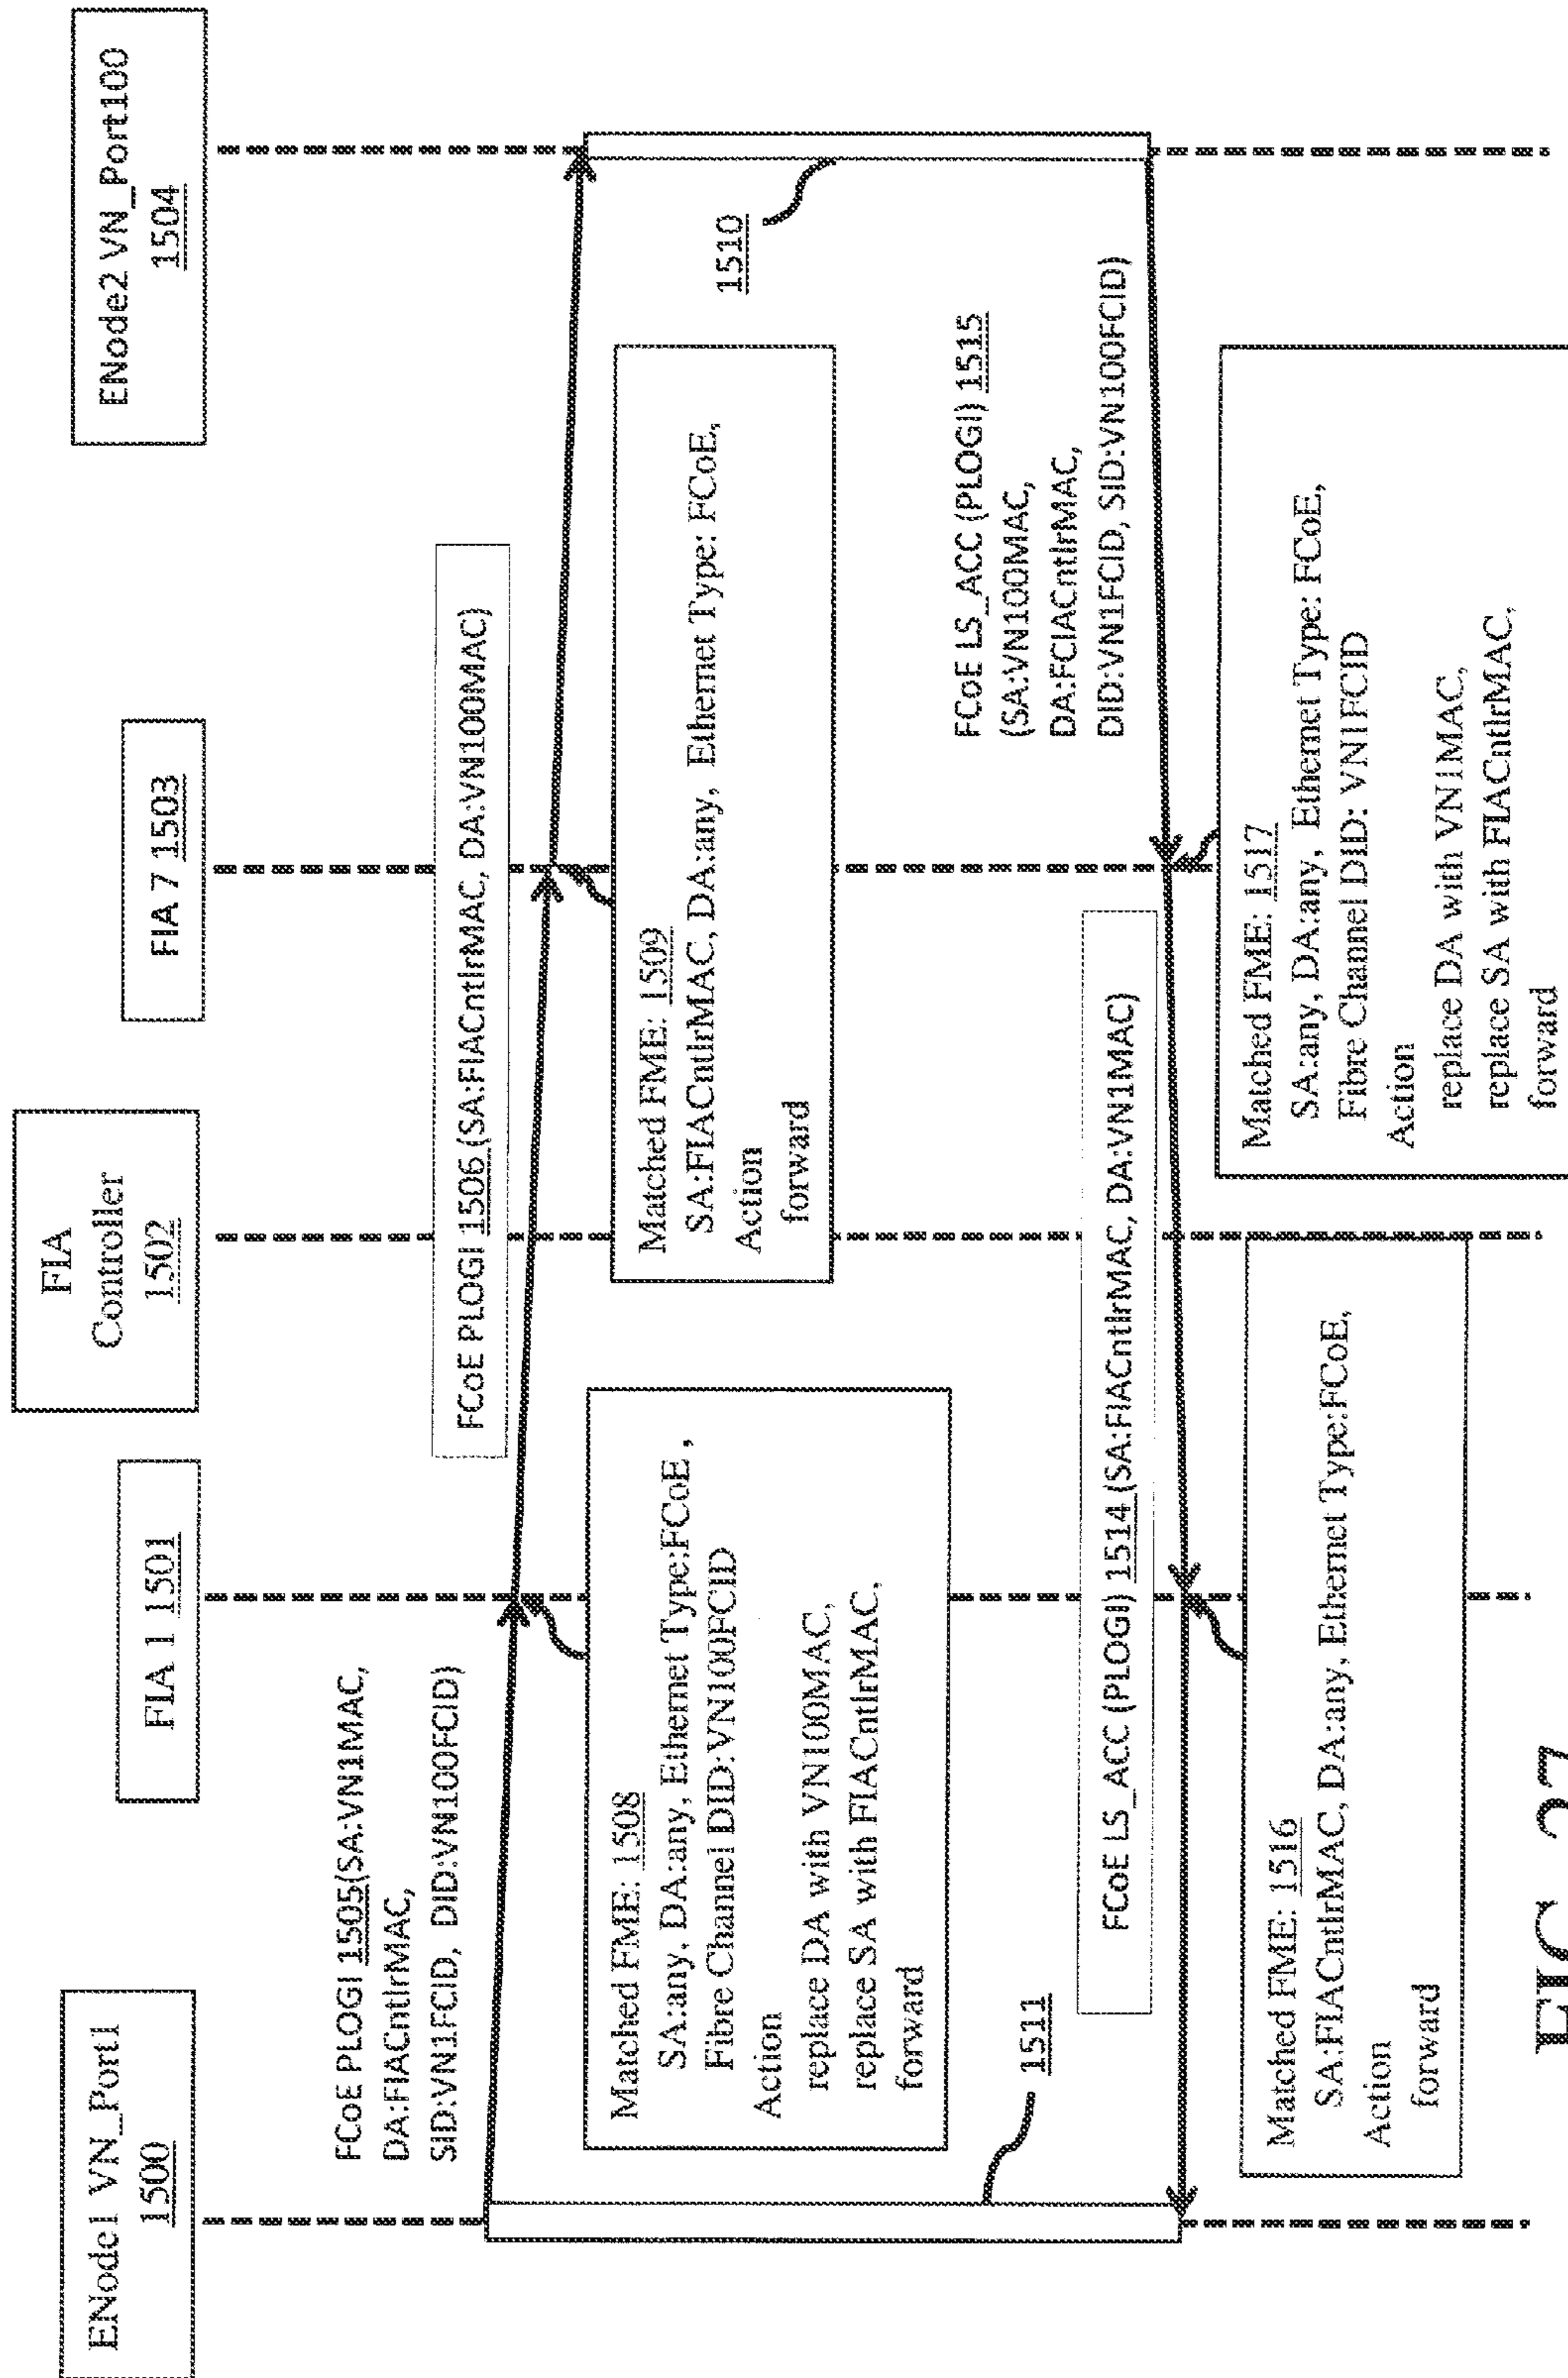 ENode1 VN_Port1
1500
FIA 1 1501
FIA
Controller
1502
FIA 7 1503
ENode2 VN_Port100
1504
FCoE PLOGI 1505(SA:VN1MAC,
DA:FIACntlrMAC,
SID:VN1FCID, DID:VN100FCID)
FCoE PLOGI 1506 (SA:FIACntlrMAC, DA:VN100MAC)
Matched FME: 1508
SA:any, DA:any, Ethernet Type:FCoE ,
Fibre Channel DID:VN100FCID
Action
replace DA with VN100MAC,
replace SA with FIACntlrMAC,
forward
Matched FME: 1509
SA:FIACntlrMAC, DA:any, Ethernet Type: FCoE,
Action
forward
1510
1511
FCoE LS_ACC (PLOGI) 1515
(SA:VN100MAC,
DA:FCIACntlrMAC,
DID:VN1FCID, SID:VN100FCID)
FCoE LS_ACC (PLOGI) 1514 (SA:FIACntlrMAC, DA:VN1MAC)
Matched FME: 1516
SA:FIACntlrMAC, DA:any, Ethernet Type:FCoE,
Action
forward
Matched FME: 1517
SA:any, DA:any, Ethernet Type: FCoE,
Fibre Channel DID: VN1FCID
Action
replace DA with VN1MAC,
replace SA with FIACntlrMAC,
forward